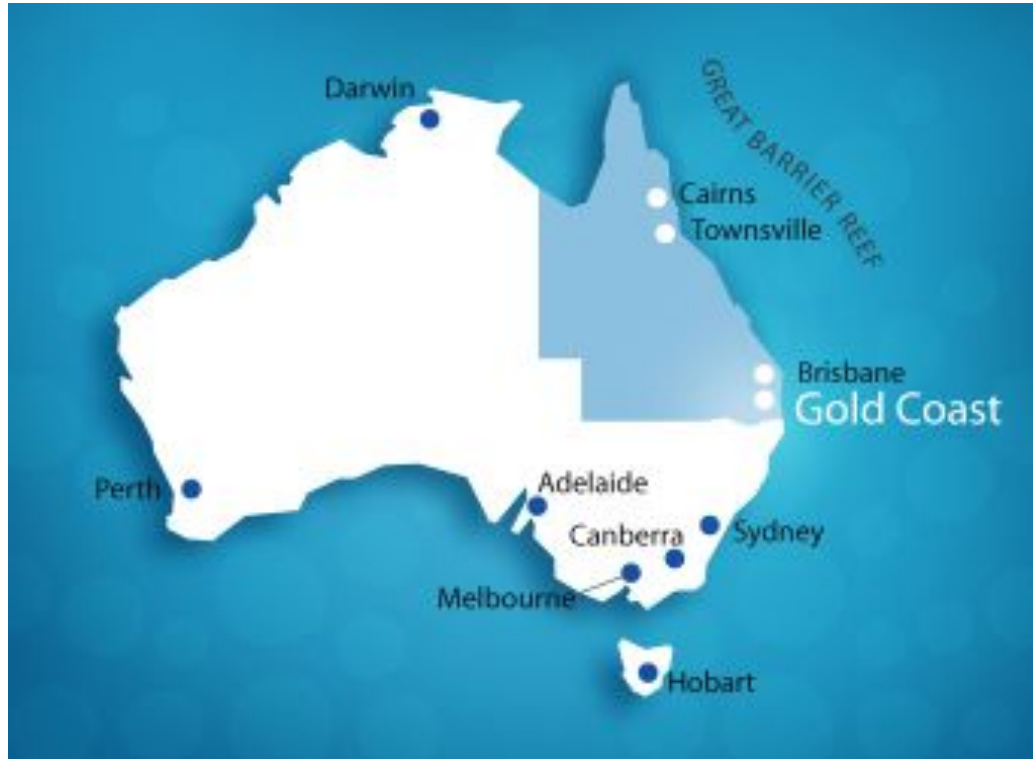 Darwin
GREAT BARRIER REEF
Cairns
Townsville
Brisbane
Gold Coast
Perth
Adelaide
Canberra
Sydney
Melbourne
Hobart